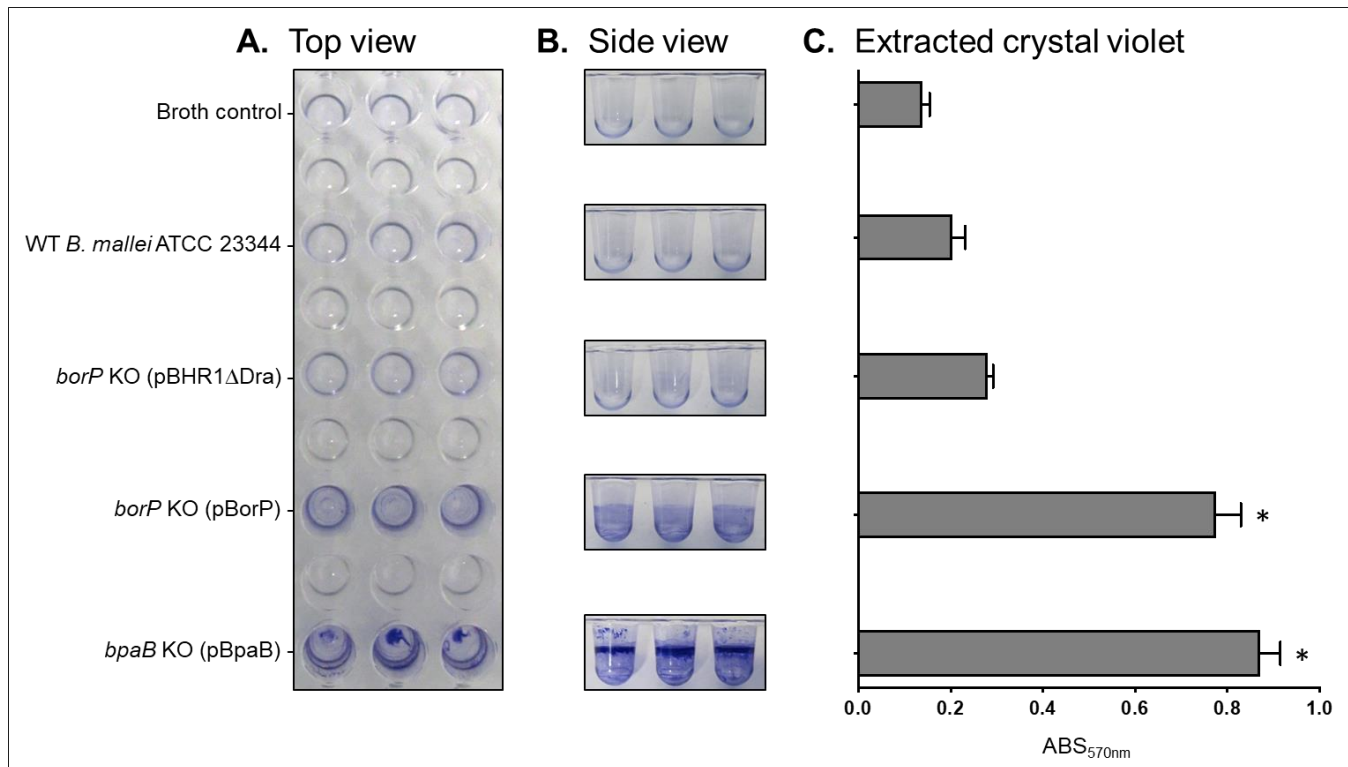 A. Top view
B. Side view
C. Extracted crystal violet
Broth control
WT B. mallei ATCC 23344
borP KO (pBHR1ΔDra)
borP KO (pBorP)
*
bpaB KO (pBpaB)
*
0.0 0.2 0.4 0.6 0.8 1.0
ABS570nm